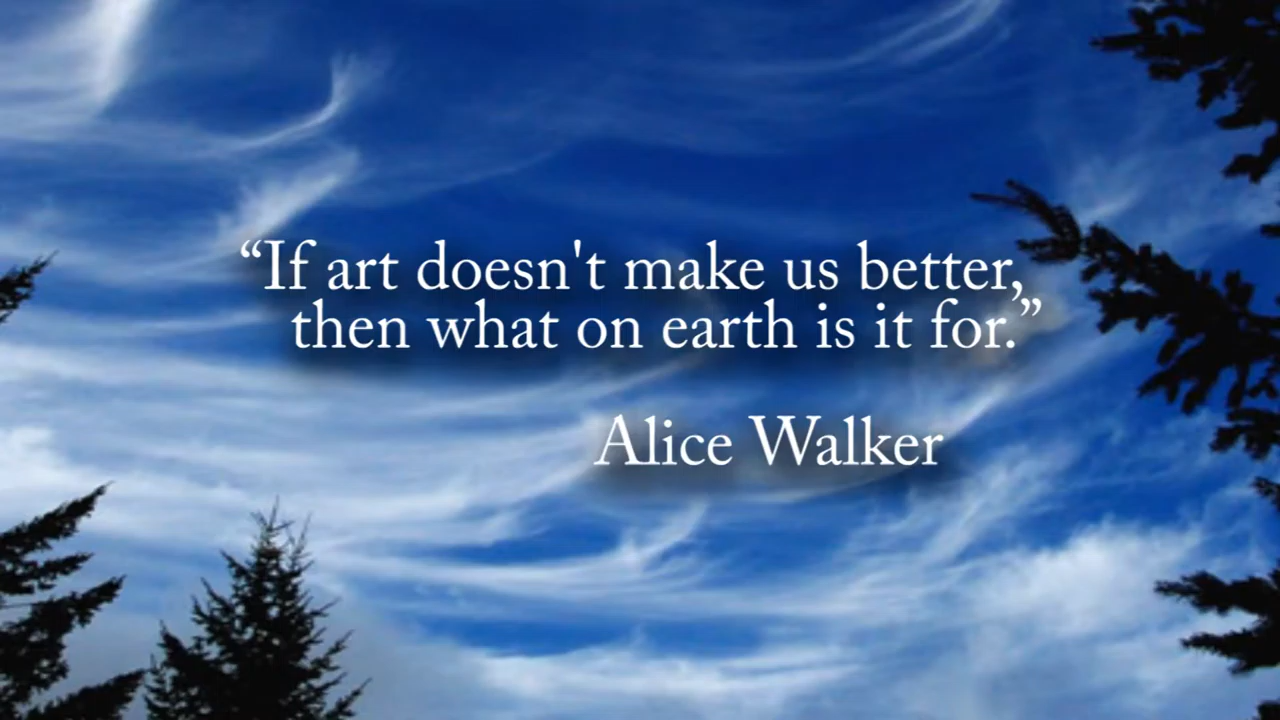 “If art doesn't make us better,
then what on earth is it for.”
Alice Walker